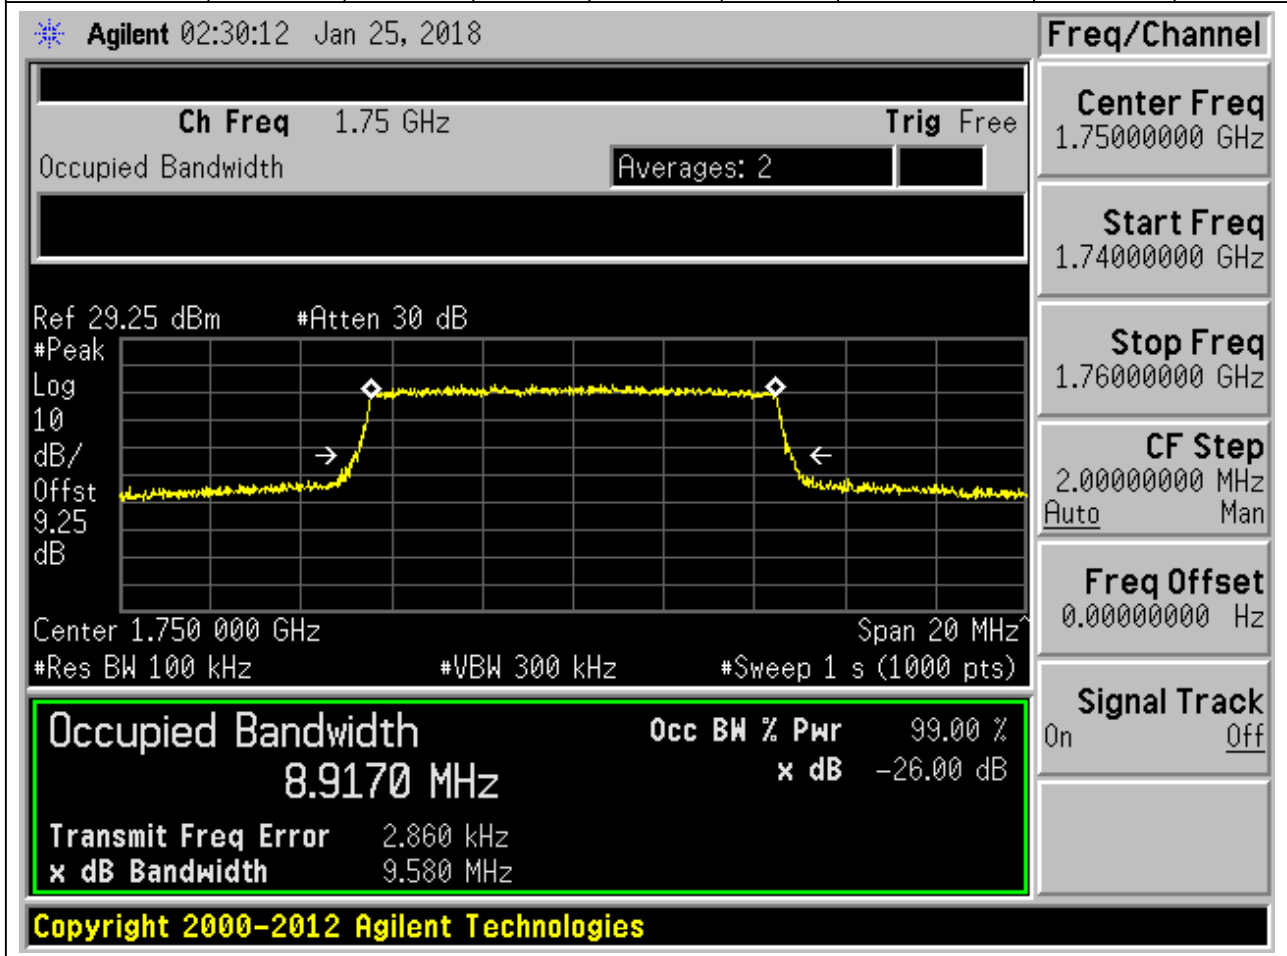 Agilent 02:30:12 Jan 25, 2018
Freq/Channel
Ch Freq 1.75 GHz Trig Free
Occupied Bandwidth Averages: 2
Center Freq
1.75000000 GHz
Start Freq
1.74000000 GHz
Stop Freq
1.76000000 GHz
CF Step
2.00000000 MHz
Auto Man
Freq Offset
0.00000000 Hz
Signal Track
On Off
Ref 29.25 dBm #Atten 30 dB
#Peak
Log
10
dB/
Offst
9.25
dB
Center 1.750 000 GHz Span 20 MHz^
#Res BW 100 kHz #VBW 300 kHz #Sweep 1 s (1000 pts)
Occupied Bandwidth Occ BW % Pwr 99.00 %
8.9170 MHz x dB -26.00 dB
Transmit Freq Error 2.860 kHz
x dB Bandwidth 9.580 MHz
Copyright 2000-2012 Agilent Technologies